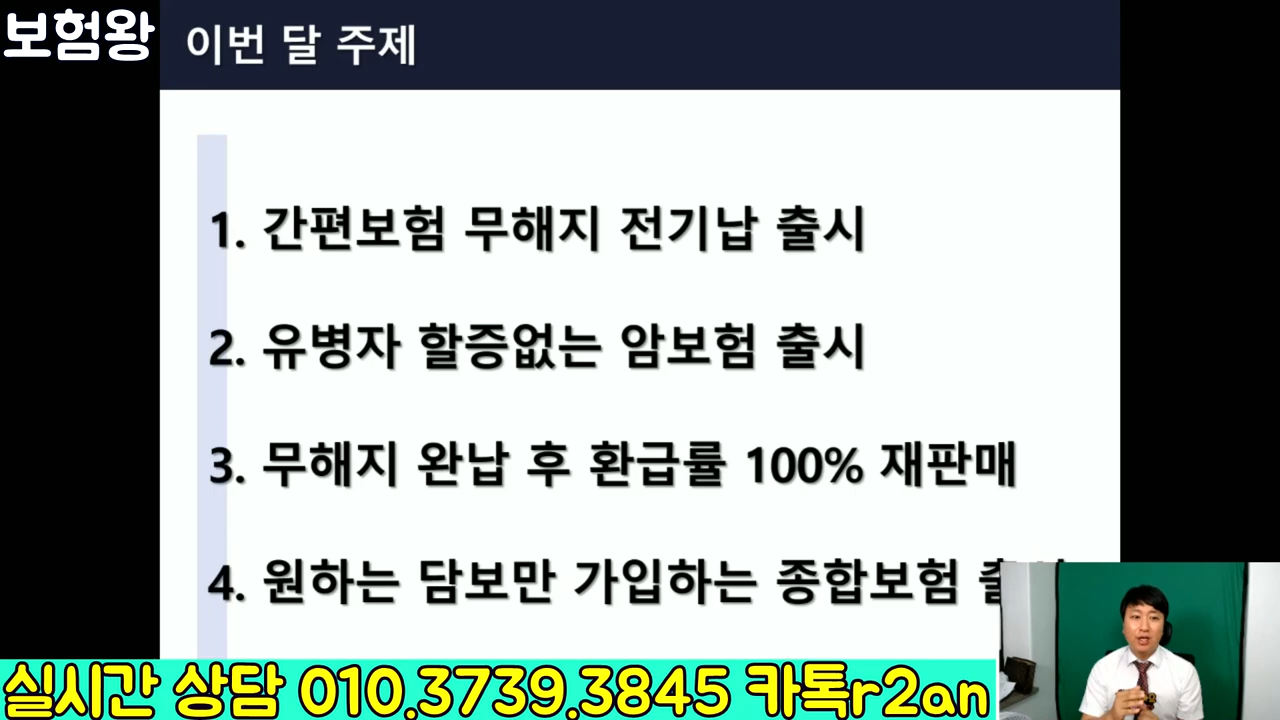 보험왕
이번 달 주제
1. 간편보험 무해지 전기납 출시
2. 유병자 할증없는 암보험 출시
3. 무해지 완납 후 환급률 100% 재판매
4. 원하는 담보만 가입하는 종합보험
실시간 상담 010.3739.3845 카톡r2an